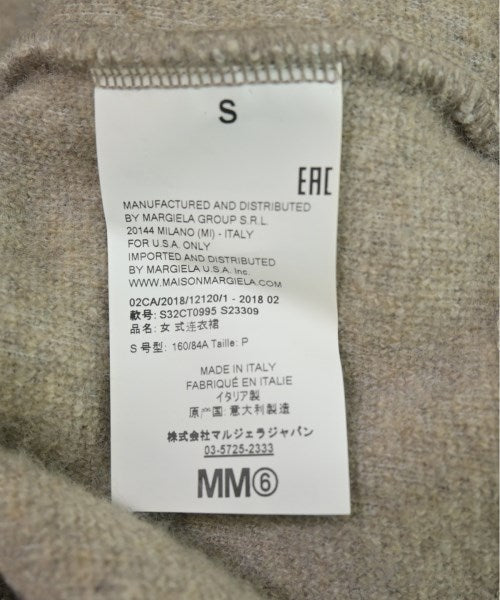 S
EAC
MANUFACTURED AND DISTRIBUTED
BY MARGIELA GROUP S.R.L.
20144 MILANO (MI) - ITALY
FOR U.S.A. ONLY
IMPORTED AND DISTRIBUTED
BY MARGIELA U.S.A. Inc.
WWW.MAISONMARGIELA.COM
02CA/2018/12120/1 - 2018 02
款号: S32CT0995 S23309
品名: 女式连衣裙
S 号型: 160/84A Taille: P
MADE IN ITALY
FABRIQUÉ EN ITALIE
イタリア製
原产国: 意大利製造
株式会社マルジェラジャパン
03-5725-2333
MM⑥